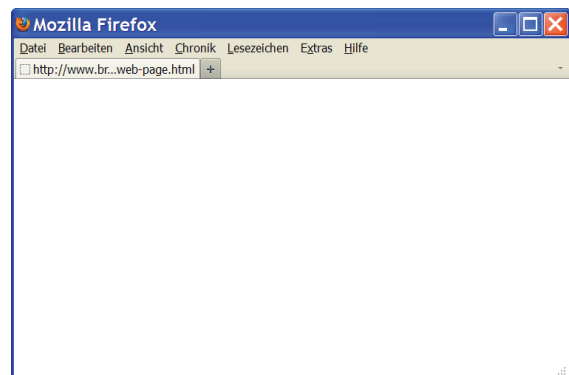 Mozilla Firefox
Datei Bearbeiten Ansicht Chronik Lesezeichen Extras Hilfe
http://www.br...web-page.html +